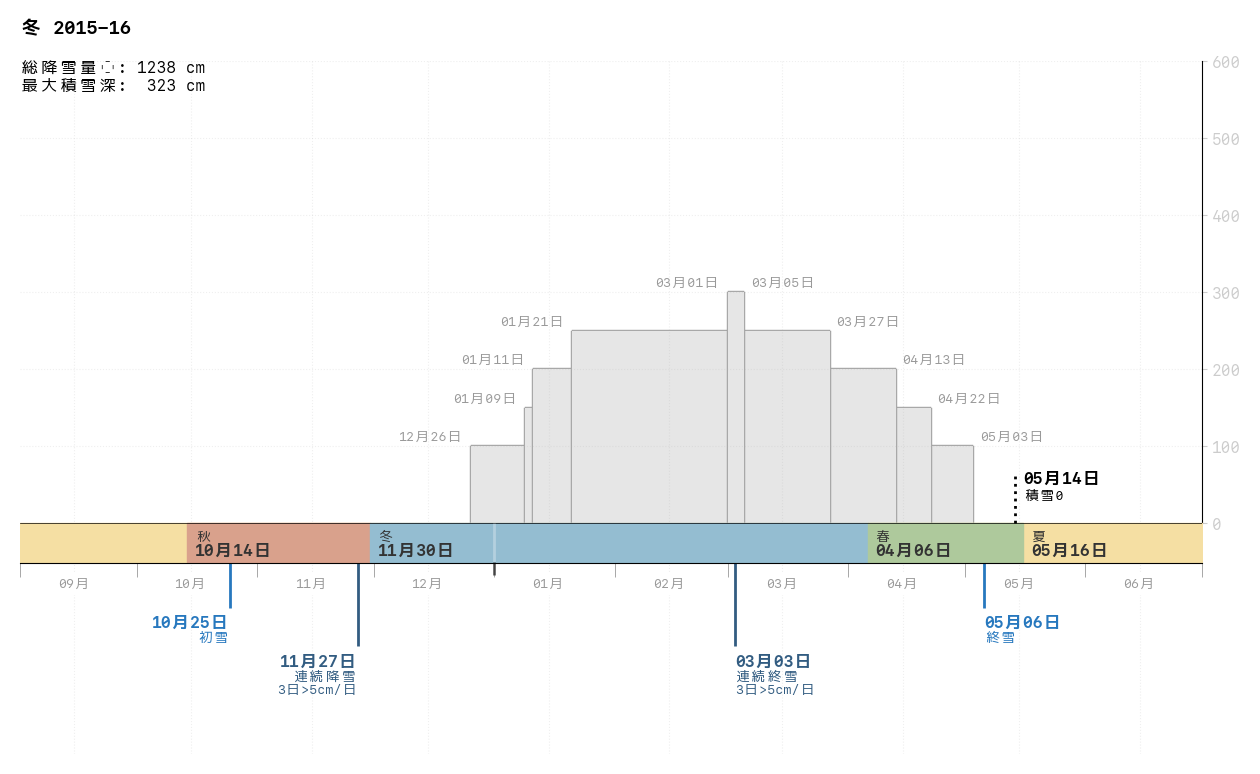 冬 2015–16
総降雪量◌: 1238 cm
最大積雪深: 323 cm
600
500
400
300
200
100
0
03月01日
03月05日
01月21日
03月27日
01月11日
04月13日
01月09日
04月22日
12月26日
05月03日
05月14日
積雪0
秋
10月14日
冬
11月30日
春
04月06日
夏
05月16日
09月
10月
11月
12月
01月
02月
03月
04月
05月
06月
10月25日
初雪
05月06日
終雪
11月27日
連続降雪
3日>5cm/日
03月03日
連続終雪
3日>5cm/日